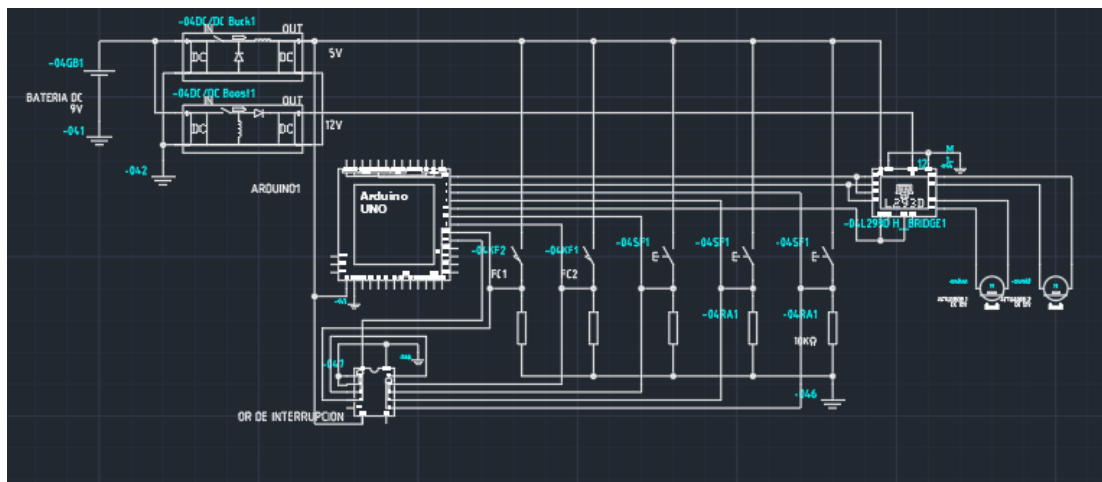 -04DC/DC Buck1
IN
OUT
DC
DC
5V
-04GB1
BATERIA DC
9V
-04DC/DC Boost1
IN
OUT
DC
DC
12V
-041
-042
ARDUINO1
Arduino
UNO
M
12
L293D
-04L293D H_BRIDGE1
-04KF2
-04KF1
-04SF1
-04SF1
-04SF1
FC1
FC2
-04RA1
-04RA1
10KΩ
-047
-046
OR DE INTERRUPCION
M
M